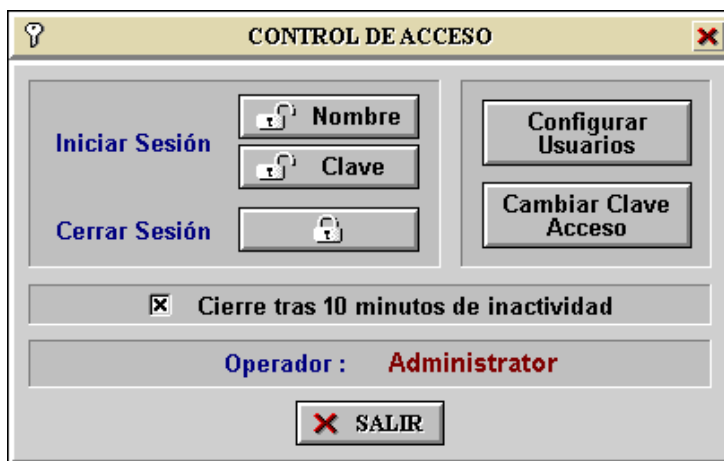 CONTROL DE ACCESO
Iniciar Sesión
Nombre
Clave
Cerrar Sesión
Configurar
Usuarios
Cambiar Clave
Acceso
Cierre tras 10 minutos de inactividad
Operador : Administrator
SALIR